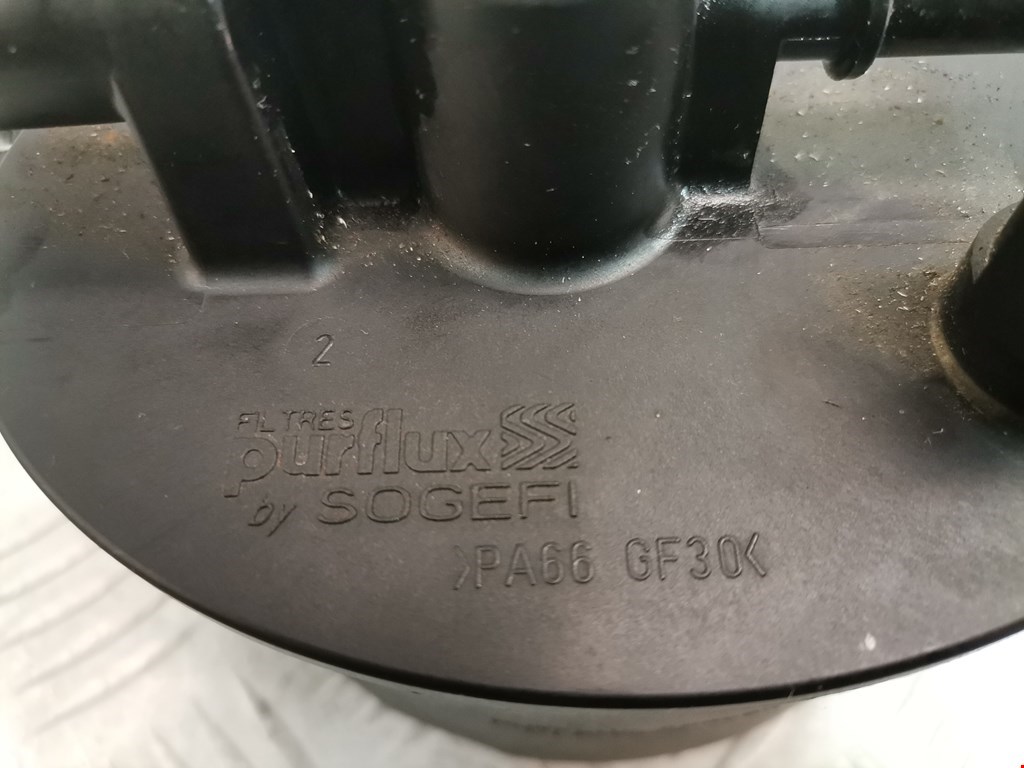 2
FILTRES
purflux
by SOGEFI
>PA66 GF30<